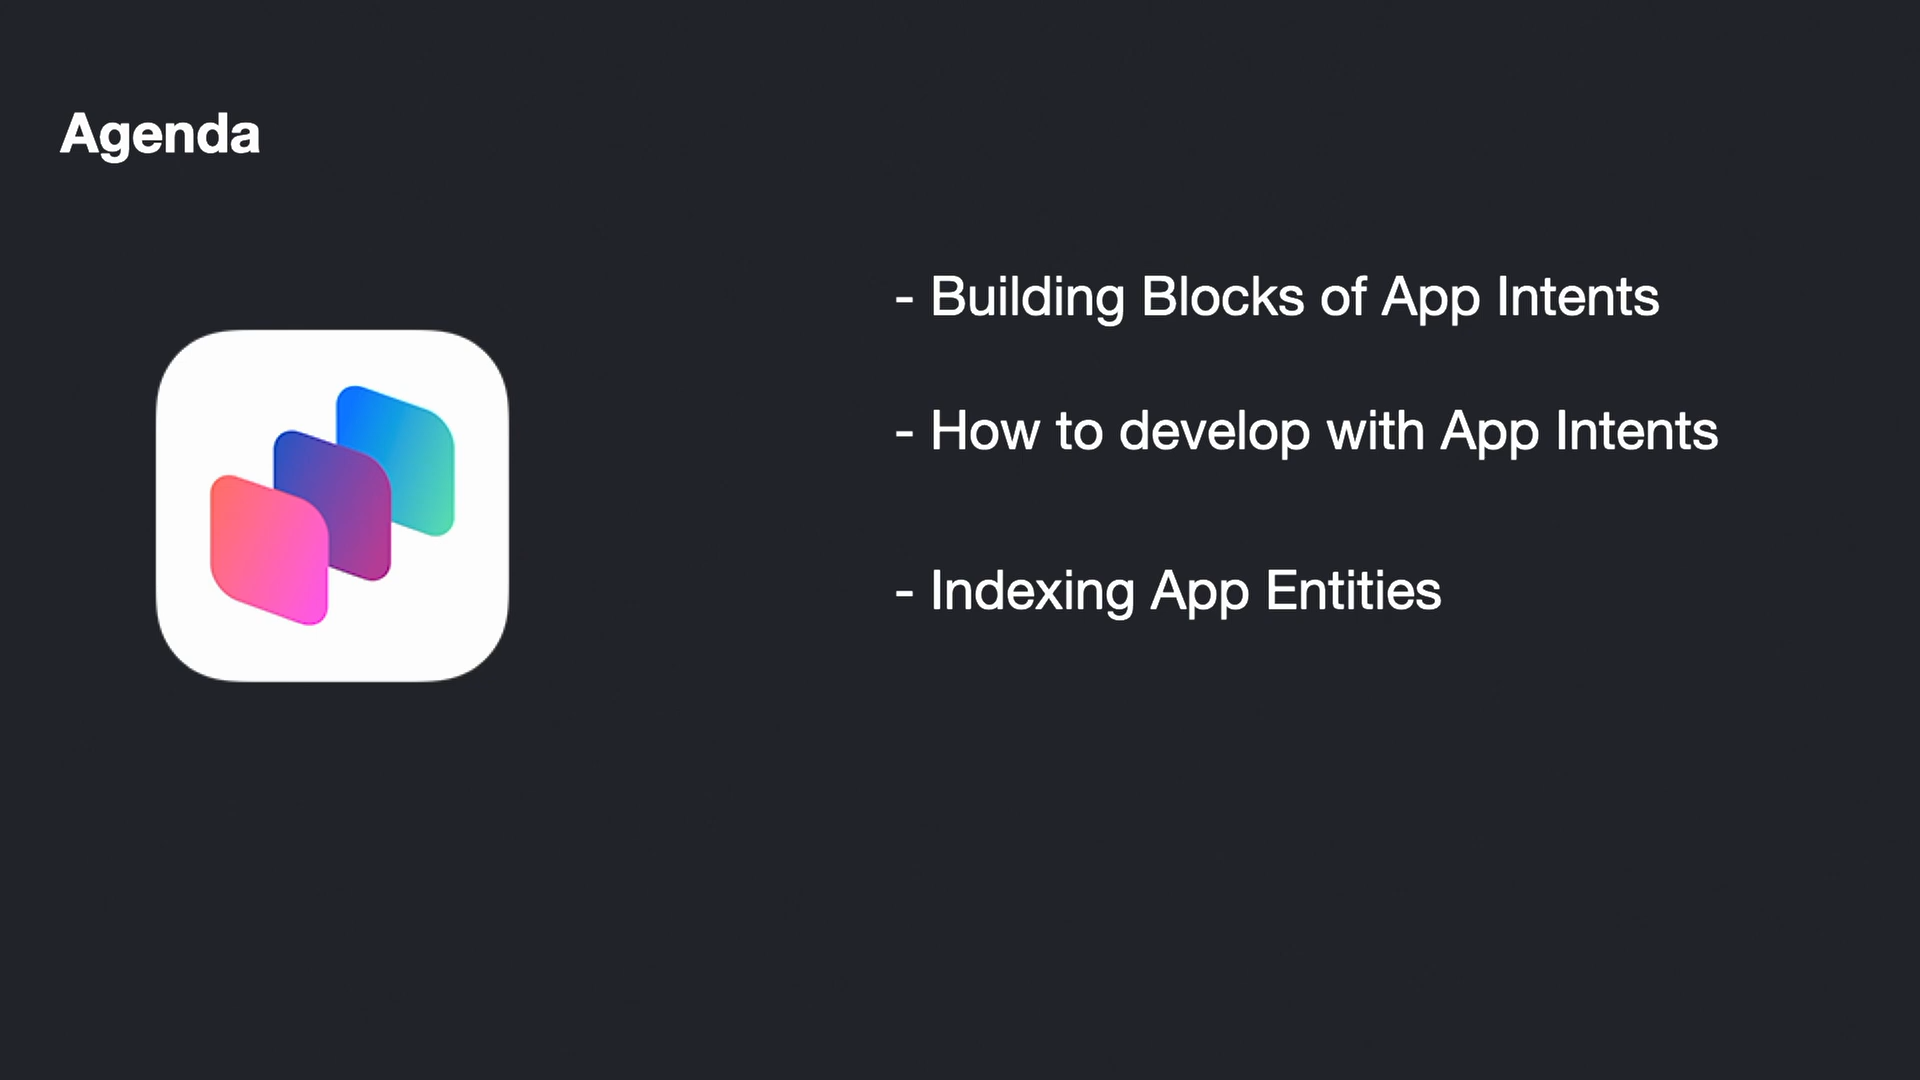 Agenda
- Building Blocks of App Intents
- How to develop with App Intents
- Indexing App Entities